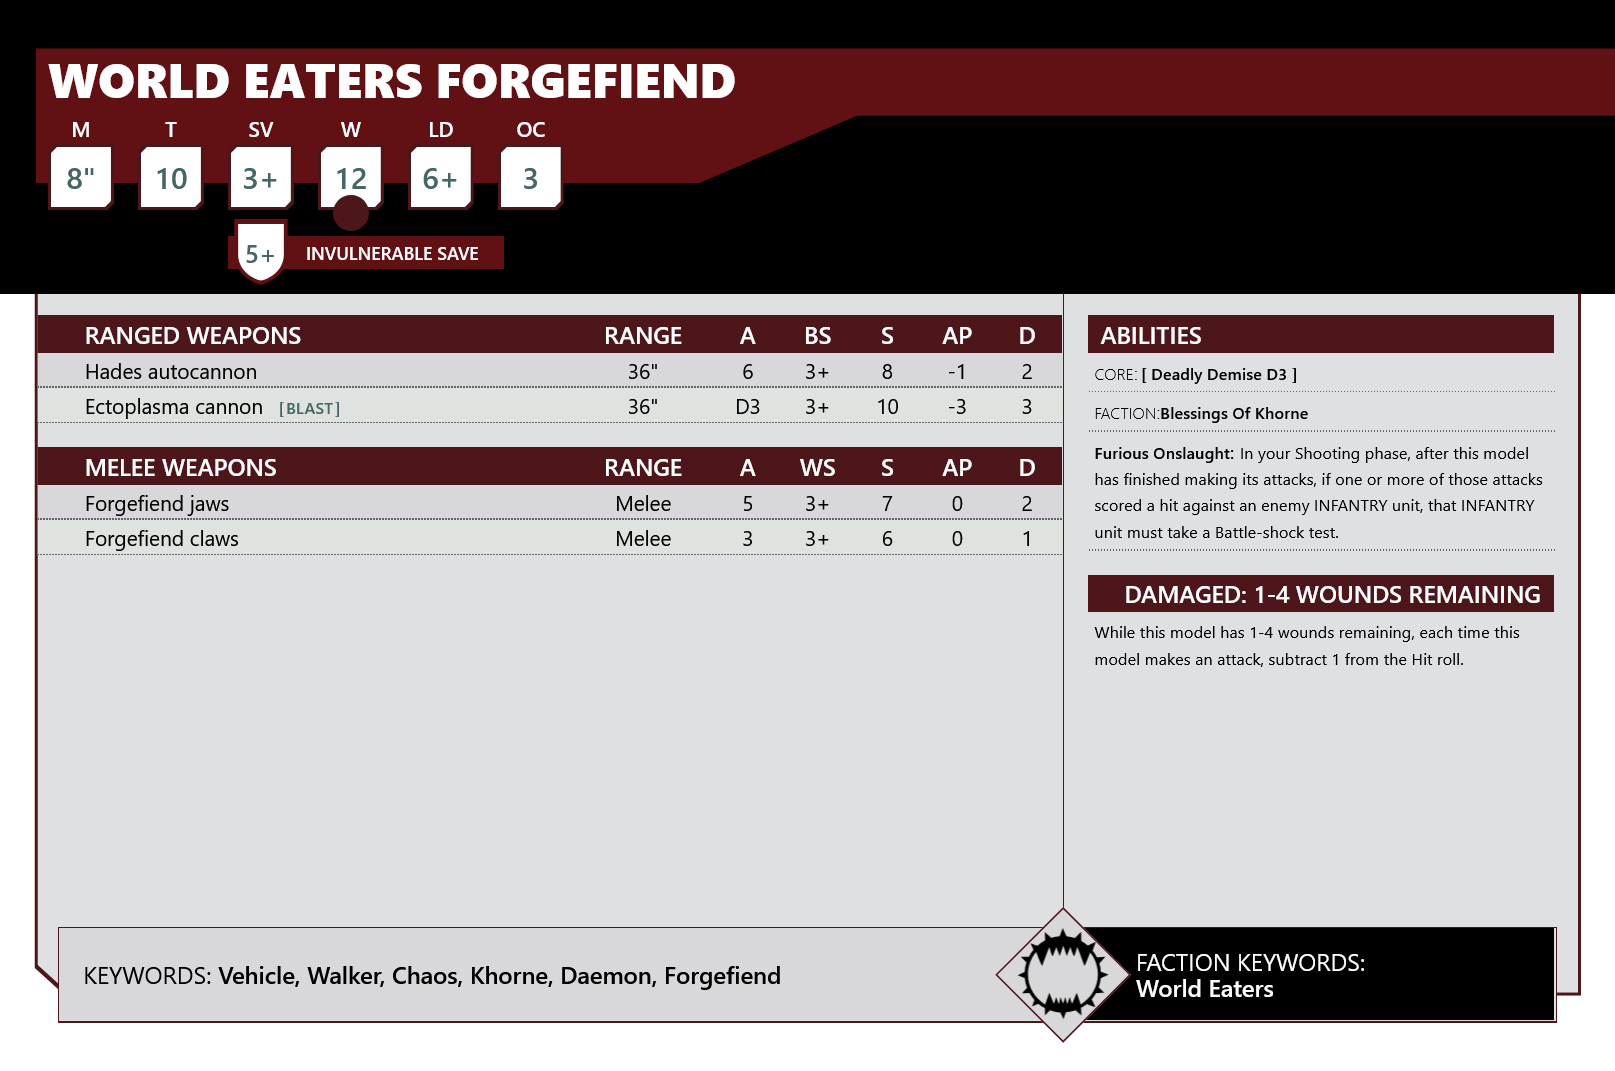 WORLD EATERS FORGEFIEND
M T SV W LD OC
8" 10 3+ 12 6+ 3
5+ INVULNERABLE SAVE
RANGED WEAPONS RANGE A BS S AP D
Hades autocannon 36" 6 3+ 8 -1 2
Ectoplasma cannon [BLAST] 36" D3 3+ 10 -3 3
MELEE WEAPONS RANGE A WS S AP D
Forgefiend jaws Melee 5 3+ 7 0 2
Forgefiend claws Melee 3 3+ 6 0 1
ABILITIES
CORE: [ Deadly Demise D3 ]
FACTION:Blessings Of Khorne
Furious Onslaught: In your Shooting phase, after this model
has finished making its attacks, if one or more of those attacks
scored a hit against an enemy INFANTRY unit, that INFANTRY
unit must take a Battle-shock test.
DAMAGED: 1-4 WOUNDS REMAINING
While this model has 1-4 wounds remaining, each time this
model makes an attack, subtract 1 from the Hit roll.
KEYWORDS: Vehicle, Walker, Chaos, Khorne, Daemon, Forgefiend
FACTION KEYWORDS:
World Eaters